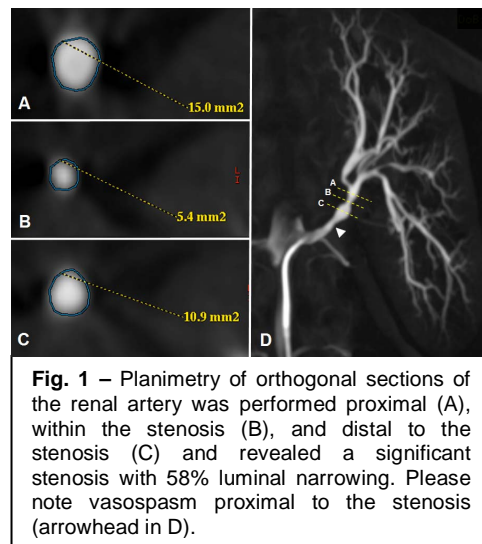 A
15.0 mm2
B
5.4 mm2
C
10.9 mm2
A
B
C
D
L
I
Fig. 1 – Planimetry of orthogonal sections of
the renal artery was performed proximal (A),
within the stenosis (B), and distal to the
stenosis (C) and revealed a significant
stenosis with 58% luminal narrowing. Please
note vasospasm proximal to the stenosis
(arrowhead in D).